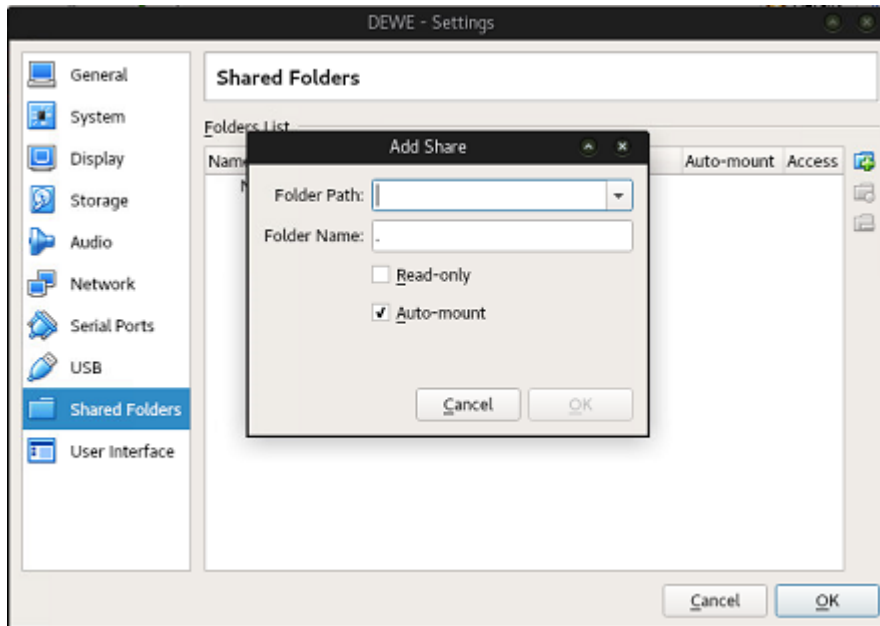 DEWE - Settings
General
System
Display
Storage
Audio
Network
Serial Ports
USB
Shared Folders
User Interface
Shared Folders
Folders List
Auto-mount Access
Add Share
Folder Path:
Folder Name: .
Read-only
Auto-mount
Cancel OK
Cancel OK